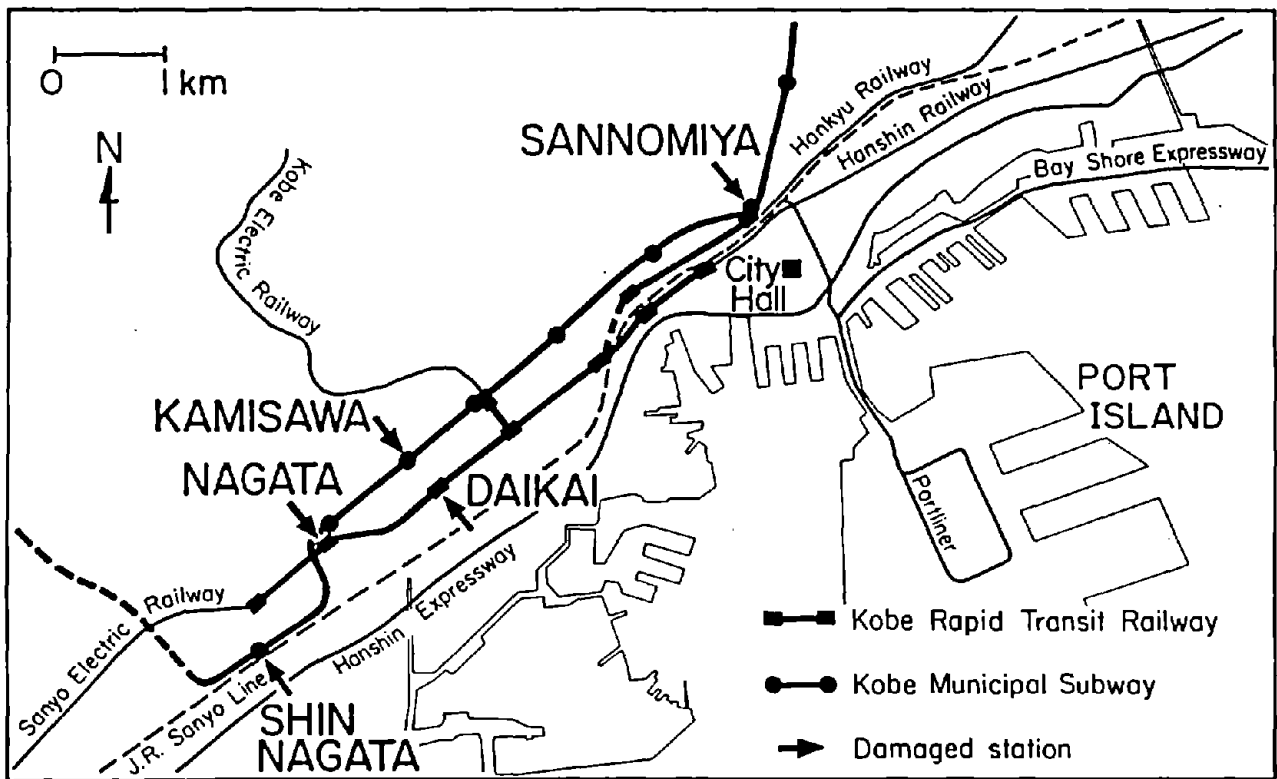 0 1 km
N
SANNOMIYA
Hankyu Railway
Hanshin Railway
Bay Shore Expressway
Kobe Electric Railway
City
Hall
PORT
ISLAND
KAMISAWA
NAGATA
DAIKAI
Portliner
Sanyo Electric Railway
Hanshin Expressway
J.R. Sanyo Line
SHIN
NAGATA
Kobe Rapid Transit Railway
Kobe Municipal Subway
Damaged station